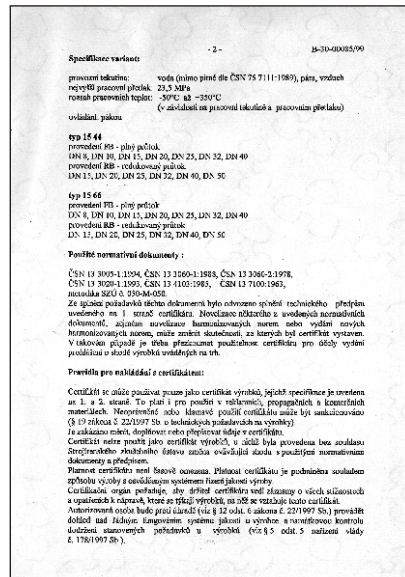 - 2 -
B-30-00085/99
Specifikace variant:
provozní tekutina: voda (mimo pitné dle ČSN 75 7111:1989), pára, vzduch
nejvyšší pracovní přetlak: 23,5 MPa
rozsah pracovních teplot: -50°C až +350°C
(v závislosti na pracovní tekutině a pracovním přetlaku)
ovládání: pákou
typ 15 44
provedení FB - plný průtok
DN 8, DN 10, DN 15, DN 20, DN 25, DN 32, DN 40
provedení RB - redukovaný průtok
DN 15, DN 20, DN 25, DN 32, DN 40, DN 50
typ 15 66
provedení FB - plný průtok
DN 8, DN 10, DN 15, DN 20, DN 25, DN 32, DN 40
provedení RB - redukovaný průtok
DN 15, DN 20, DN 25, DN 32, DN 40, DN 50
Použité normativní dokumenty :
ČSN 13 3005-1:1994, ČSN 13 3060-1:1988, ČSN 13 3060-2:1978,
ČSN 13 3020-1:1993, ČSN 13 4103:1985, ČSN 13 7100:1963,
metodika SZÚ č. 030-M-050.
Ze splnění požadavků těchto dokumentů bylo odvozeno splnění technického předpisu
uvedeného na 1. straně certifikátu. Novelizace některého z uvedených normativních
dokumentů, zejména novelizace harmonizovaných norem nebo vydání nových
harmonizovaných norem, může změnit skutečnosti, za kterých byl certifikát vystaven.
V takovém případě je třeba přezkoumat použitelnost certifikátu pro účely vydání
prohlášení o shodě výrobků uváděných na trh.
Pravidla pro nakládání s certifikátem:
Certifikát se může používat pouze jako certifikát výrobků, jejichž specifikace je uvedena
na 1. a 2. straně. To platí i pro použití v reklamních, propagačních a komerčních
materiálech. Neoprávněné nebo klamavé použití certifikátu může být sankcionováno
(§ 19 zákona č. 22/1997 Sb. o technických požadavcích na výrobky).
Je zakázáno měnit, doplňovat nebo přepisovat údaje v certifikátu.
Certifikát nelze použít jako certifikát výrobků, u nichž byla provedena bez souhlasu
Strojírenského zkušebního ústavu změna ovlivňující shodu s použitými normativními
dokumenty a předpisem.
Platnost certifikátu není časově omezena. Platnost certifikátu je podmíněna souhlasem
způsobu výroby s osvědčeným systémem řízení jakosti výroby.
Certifikační orgán požaduje, aby držitel certifikátu vedl záznamy o všech stížnostech
a opatřeních k nápravě, které se týkají výrobků, na něž se vztahuje tento certifikát.
Autorizovaná osoba bude proti úhradě (viz § 12 odst. 6 zákona č. 22/1997 Sb.) provádět
dohled nad řádným fungováním systému jakosti u výrobce a namátkovou kontrolu
dodržení stanovených požadavků u výrobků (viz § 5 odst. 5 nařízení vlády
č. 178/1997 Sb.).